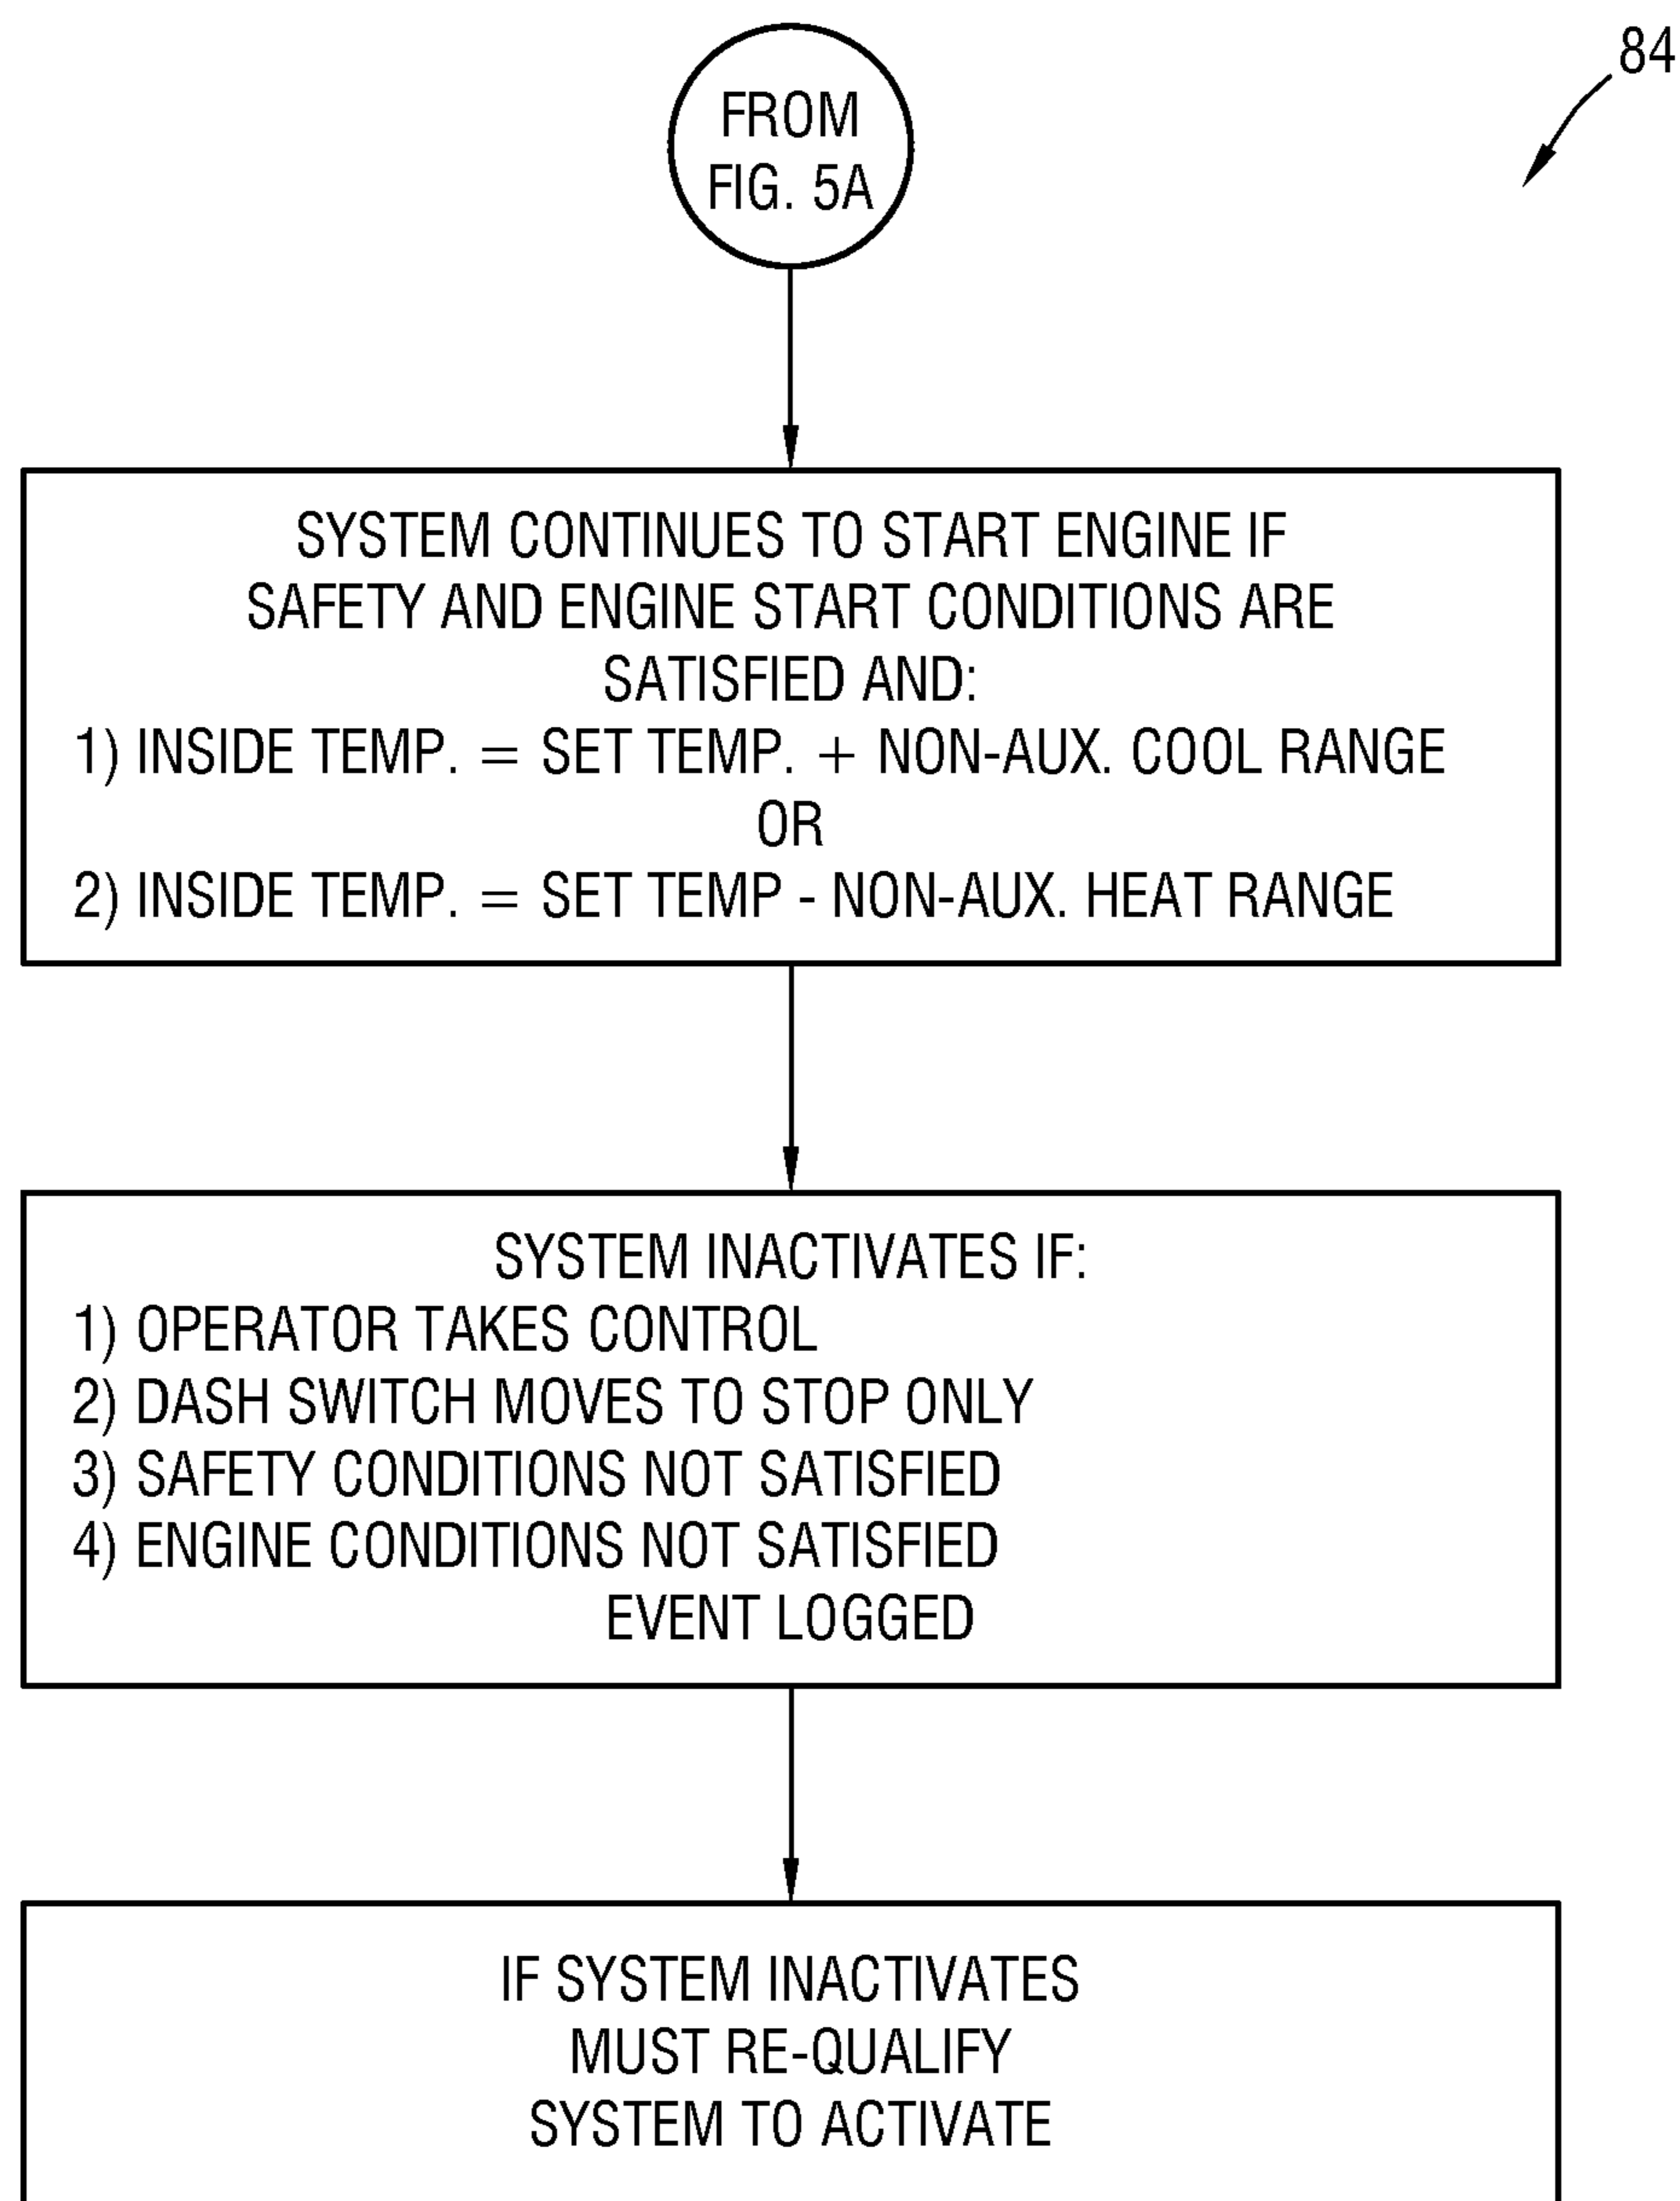 84
FROM
FIG. 5A
SYSTEM CONTINUES TO START ENGINE IF
SAFETY AND ENGINE START CONDITIONS ARE
SATISFIED AND:
1) INSIDE TEMP. = SET TEMP. + NON-AUX. COOL RANGE
OR
2) INSIDE TEMP. = SET TEMP - NON-AUX. HEAT RANGE
SYSTEM INACTIVATES IF:
1) OPERATOR TAKES CONTROL
2) DASH SWITCH MOVES TO STOP ONLY
3) SAFETY CONDITIONS NOT SATISFIED
4) ENGINE CONDITIONS NOT SATISFIED
EVENT LOGGED
IF SYSTEM INACTIVATES
MUST RE-QUALIFY
SYSTEM TO ACTIVATE